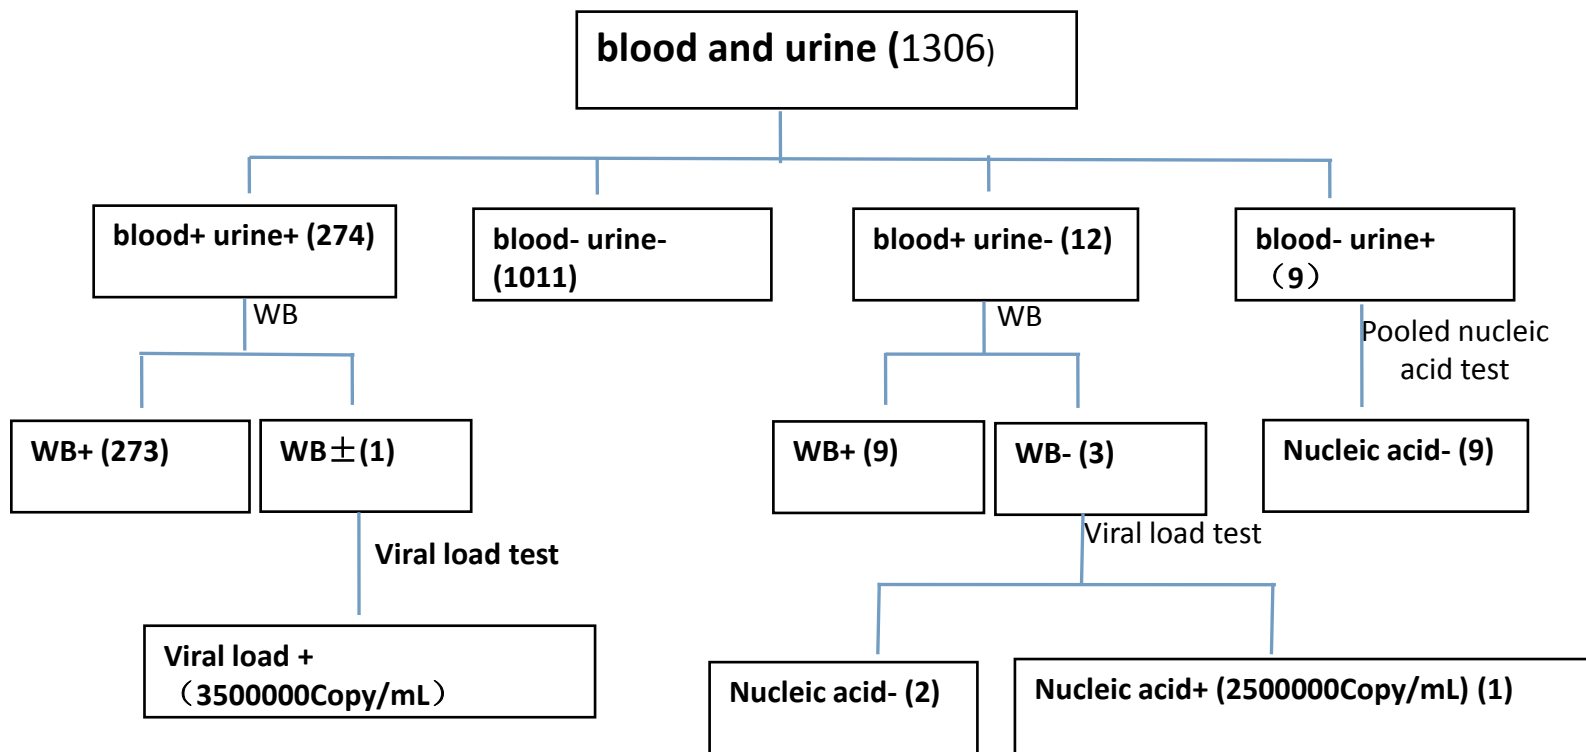 blood and urine (1306)
blood+ urine+ (274)
blood- urine-
(1011)
blood+ urine- (12)
blood- urine+
（9）
WB
WB
Pooled nucleic
acid test
WB+ (273)
WB±(1)
WB+ (9)
WB- (3)
Nucleic acid- (9)
Viral load test
Viral load test
Viral load +
（3500000Copy/mL）
Nucleic acid- (2)
Nucleic acid+ (2500000Copy/mL) (1)